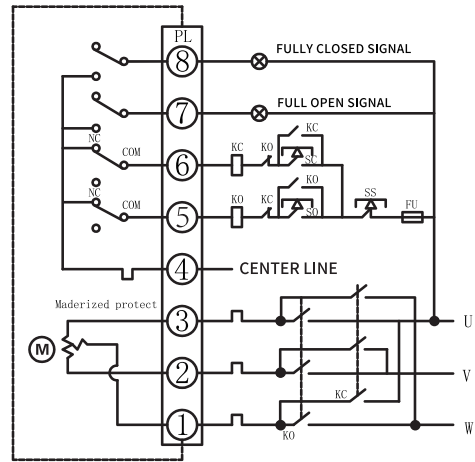 PL
8
FULLY CLOSED SIGNAL
7
FULL OPEN SIGNAL
NC
COM
6
KC
KO
KC
SC
NC
COM
5
KO
KC
KO
SO
SS
FU
4
CENTER LINE
Maderized protect
3
U
M
2
V
KC
1
KO
W